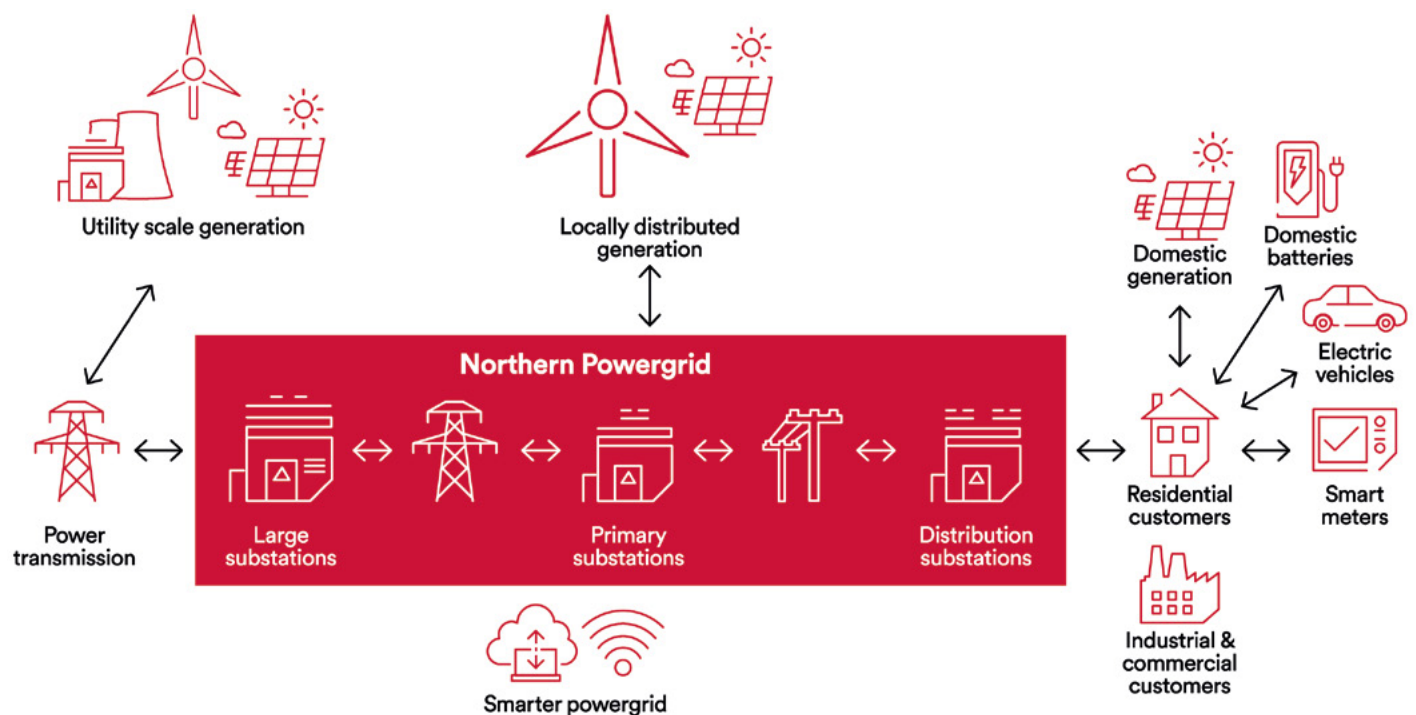 Utility scale generation
Locally distributed
generation
Domestic
generation
Domestic
batteries
Electric
vehicles
Northern Powergrid
Power
transmission
Large
substations
Primary
substations
Distribution
substations
Residential
customers
Smart
meters
Industrial &
commercial
customers
Smarter powergrid